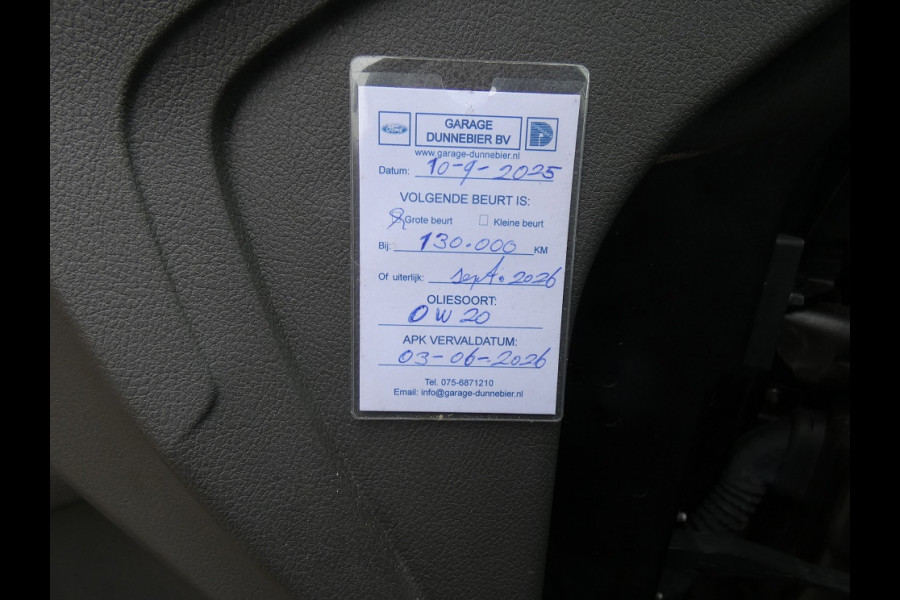 Ford
GARAGE
DUNNEBIER BV
www.garage-dunnebier.nl
Datum: 10-9-2025
VOLGENDE BEURT IS:
Grote beurt Kleine beurt
Bij: 130.000 KM
Of uiterlijk: sept. 2026
OLIESOORT:
0W20
APK VERVALDATUM:
03-06-2026
Tel. 075-6871210
Email: info@garage-dunnebier.nl